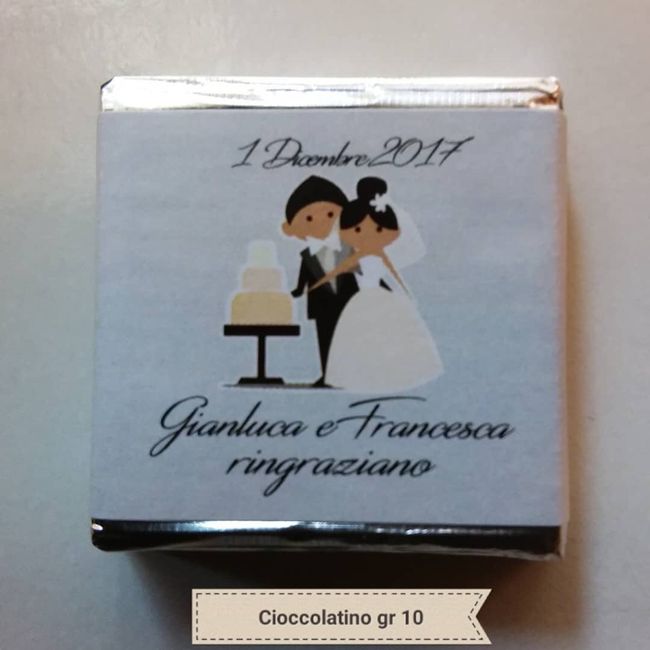 1 Dicembre 2017
Gianluca e Francesca
ringraziano
Cioccolatino gr 10